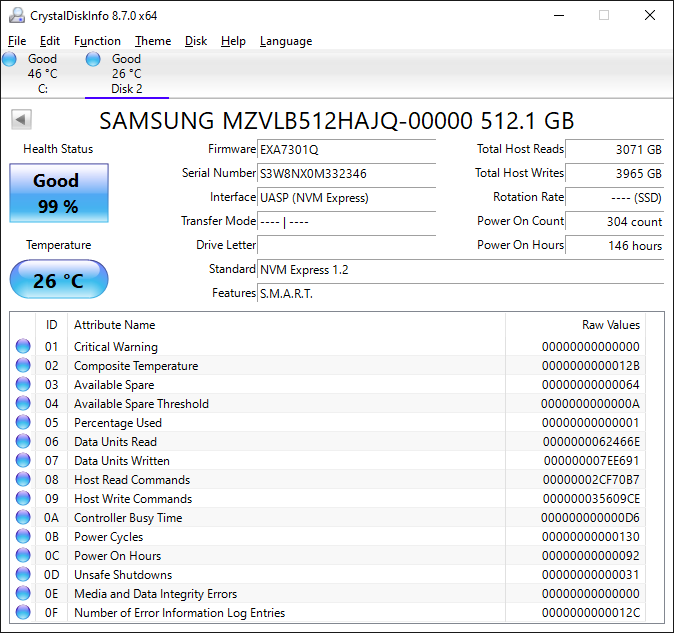 CrystalDiskInfo 8.7.0 x64
File Edit Function Theme Disk Help Language
Good Good
46 °C 26 °C
C: Disk 2
SAMSUNG MZVLB512HAJQ-00000 512.1 GB
Health Status
Good
99 %
Temperature
26 °C
Firmware EXA7301Q
Serial Number S3W8NX0M332346
Interface UASP (NVM Express)
Transfer Mode ---- | ----
Drive Letter
Standard NVM Express 1.2
Features S.M.A.R.T.
Total Host Reads 3071 GB
Total Host Writes 3965 GB
Rotation Rate ---- (SSD)
Power On Count 304 count
Power On Hours 146 hours
ID Attribute Name Raw Values
01 Critical Warning 00000000000000
02 Composite Temperature 0000000000012B
03 Available Spare 00000000000064
04 Available Spare Threshold 0000000000000A
05 Percentage Used 00000000000001
06 Data Units Read 0000000062466E
07 Data Units Written 000000007EE691
08 Host Read Commands 00000002CF70B7
09 Host Write Commands 000000035609CE
0A Controller Busy Time 000000000000D6
0B Power Cycles 00000000000130
0C Power On Hours 00000000000092
0D Unsafe Shutdowns 00000000000031
0E Media and Data Integrity Errors 00000000000000
0F Number of Error Information Log Entries 0000000000012C